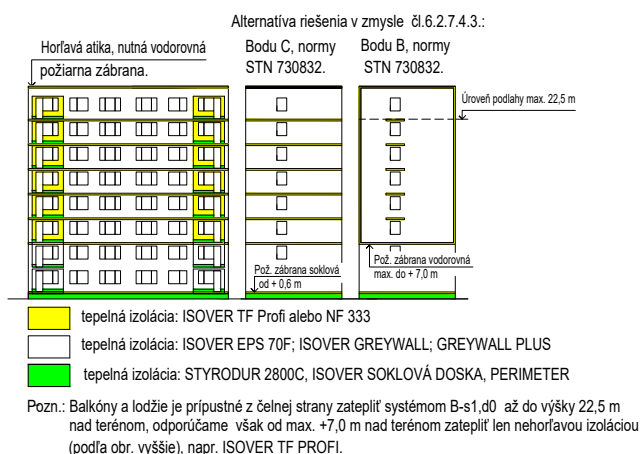 Alternatíva riešenia v zmysle čl.6.2.7.4.3.:
Horľavá atika, nutná vodorovná
požiarna zábrana.
Bodu C, normy
STN 730832.
Bodu B, normy
STN 730832.
Úroveň podlahy max. 22,5 m
Pož. zábrana soklová
od + 0,6 m
Pož. zábrana vodorovná
max. do + 7,0 m
tepelná izolácia: ISOVER TF Profi alebo NF 333
tepelná izolácia: ISOVER EPS 70F; ISOVER GREYWALL; GREYWALL PLUS
tepelná izolácia: STYRODUR 2800C, ISOVER SOKLOVÁ DOSKA, PERIMETER
Pozn.: Balkóny a lodžie je prípustné z čelnej strany zatepliť systémom B-s1,d0 až do výšky 22,5 m
nad terénom, odporúčame však od max. +7,0 m nad terénom zatepliť len nehorľavou izoláciou
(podľa obr. vyššie), napr. ISOVER TF PROFI.